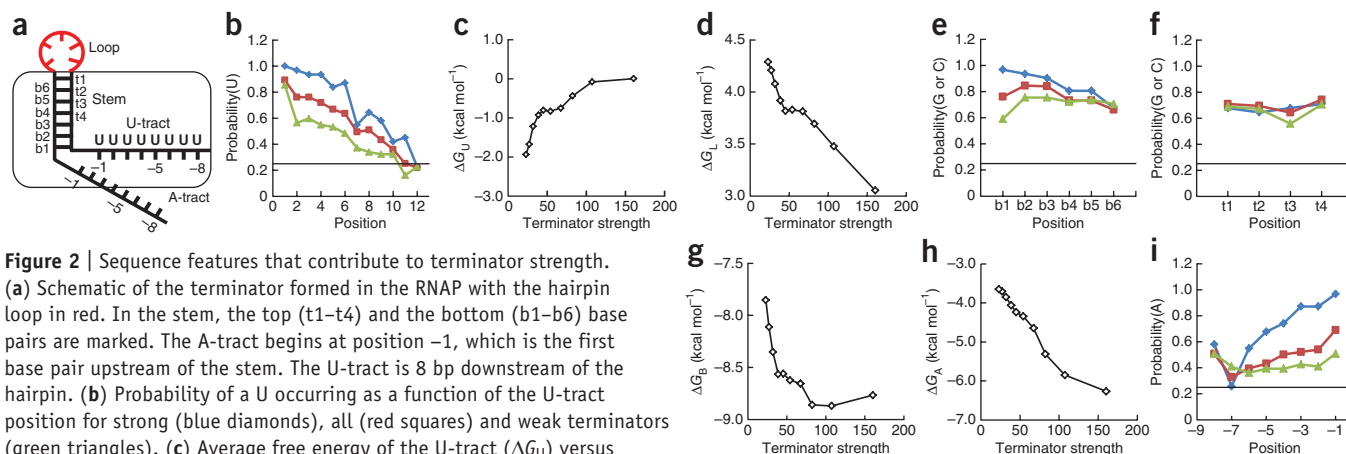 a
Loop
b6
b5
b4
b3
b2
b1
t1
t2
t3
t4
Stem
U-tract
U U U U U U U U
–1 –5 –8
–1
–5
–8
A-tract
b
Probability(U)
1.2
1.0
0.8
0.6
0.4
0.2
0
0 2 4 6 8 10 12
Position
c
ΔG_U (kcal mol⁻¹)
1.0
0
–1.0
–2.0
–3.0
0 50 100 150 200
Terminator strength
d
ΔG_L (kcal mol⁻¹)
4.5
4.0
3.5
3.0
0 50 100 150 200
Terminator strength
e
Probability(G or C)
1.2
1.0
0.8
0.6
0.4
0.2
0
b1 b2 b3 b4 b5 b6
Position
f
Probability(G or C)
1.2
1.0
0.8
0.6
0.4
0.2
0
t1 t2 t3 t4
Position
Figure 2 | Sequence features that contribute to terminator strength.
(a) Schematic of the terminator formed in the RNAP with the hairpin
loop in red. In the stem, the top (t1–t4) and the bottom (b1–b6) base
pairs are marked. The A-tract begins at position –1, which is the first
base pair upstream of the stem. The U-tract is 8 bp downstream of the
hairpin. (b) Probability of a U occurring as a function of the U-tract
position for strong (blue diamonds), all (red squares) and weak terminators
(green triangles). (c) Average free energy of the U-tract (ΔG_U) versus
g
ΔG_B (kcal mol⁻¹)
–7.5
–8.0
–8.5
–9.0
0 50 100 150 200
Terminator strength
h
ΔG_A (kcal mol⁻¹)
–3.0
–4.0
–5.0
–6.0
–7.0
0 50 100 150 200
Terminator strength
i
Probability(A)
1.2
1.0
0.8
0.6
0.4
0.2
0
–9 –7 –5 –3 –1
Position